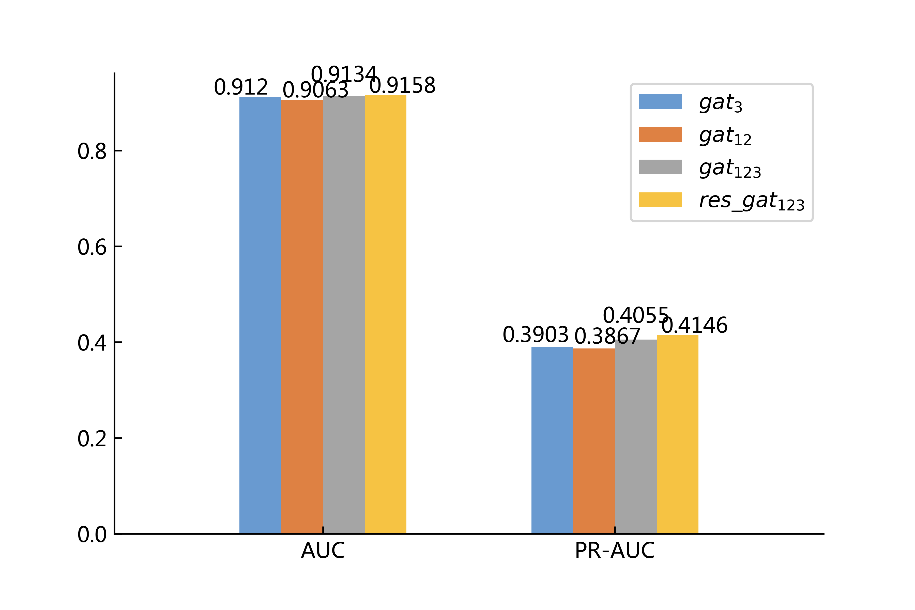 0.912
0.9063
0.9134
0.9158
0.3903
0.3867
0.4055
0.4146
gat₃
gat₁₂
gat₁₂₃
res_gat₁₂₃
0.8
0.6
0.4
0.2
0.0
AUC
PR-AUC